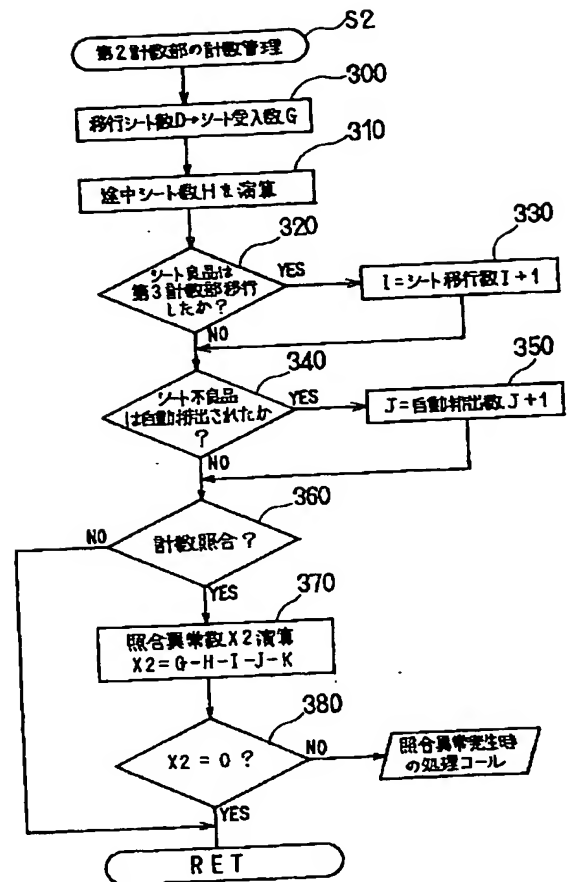 S2
第2計数部の計数管理
300
移行シート数D→シート受入数G
310
途中シート数Hを演算
320
シート良品は
第3計数部移行
したか?
YES
330
I=シート移行数I+1
NO
340
シート不良品
は自動排出されたか
?
YES
350
J=自動排出数J+1
NO
360
計数照合?
NO
YES
370
照合異常数X2演算
X2=G-H-I-J-K
380
X2=0?
NO
照合異常発生時
の処理コール
YES
RET